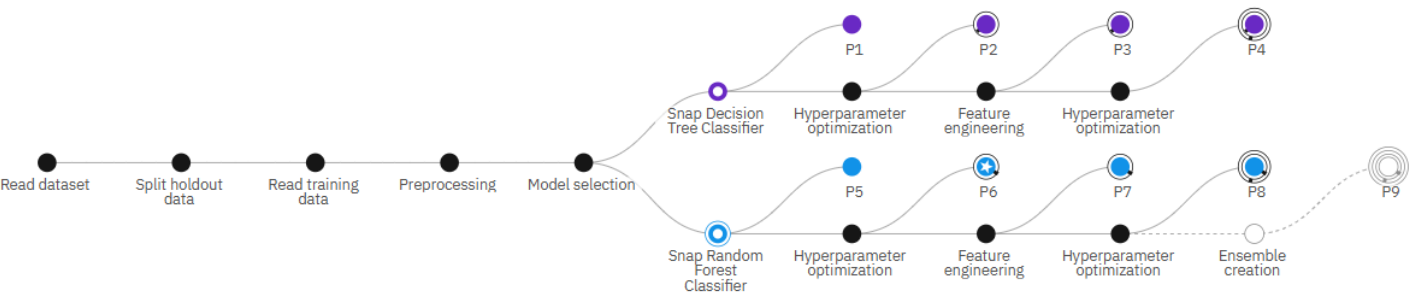 P1
P2
P3
P4
Snap Decision
Tree Classifier
Hyperparameter
optimization
Feature
engineering
Hyperparameter
optimization
Read dataset
Split holdout
data
Read training
data
Preprocessing
Model selection
P5
P6
P7
P8
P9
Snap Random
Forest
Classifier
Hyperparameter
optimization
Feature
engineering
Hyperparameter
optimization
Ensemble
creation